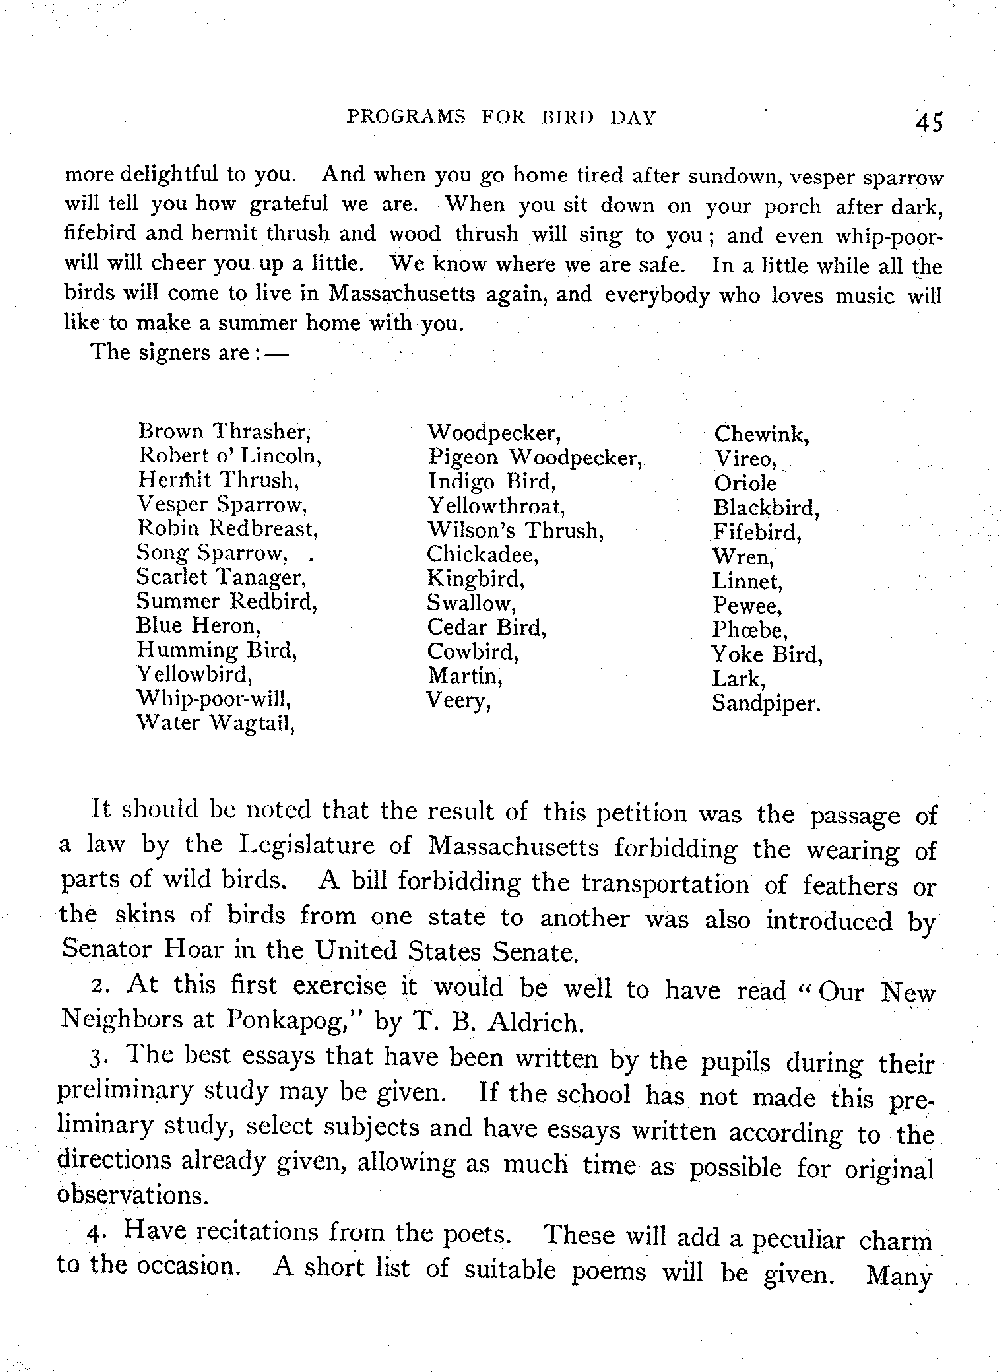 PROGRAMS FOR BIRD DAY 45
more delightful to you. And when you go home tired after sundown, vesper sparrow
will tell you how grateful we are. When you sit down on your porch after dark,
fifebird and hermit thrush and wood thrush will sing to you; and even whip-poor-
will will cheer you up a little. We know where we are safe. In a little while all the
birds will come to live in Massachusetts again, and everybody who loves music will
like to make a summer home with you.
The signers are:—
Brown Thrasher,
Robert o' Lincoln,
Hermit Thrush,
Vesper Sparrow,
Robin Redbreast,
Song Sparrow,
Scarlet Tanager,
Summer Redbird,
Blue Heron,
Humming Bird,
Yellowbird,
Whip-poor-will,
Water Wagtail,
Woodpecker,
Pigeon Woodpecker,
Indigo Bird,
Yellowthroat,
Wilson's Thrush,
Chickadee,
Kingbird,
Swallow,
Cedar Bird,
Cowbird,
Martin,
Veery,
Chewink,
Vireo,
Oriole
Blackbird,
Fifebird,
Wren,
Linnet,
Pewee,
Phœbe,
Yoke Bird,
Lark,
Sandpiper.
It should be noted that the result of this petition was the passage of
a law by the Legislature of Massachusetts forbidding the wearing of
parts of wild birds. A bill forbidding the transportation of feathers or
the skins of birds from one state to another was also introduced by
Senator Hoar in the United States Senate.
2. At this first exercise it would be well to have read "Our New
Neighbors at Ponkapog," by T. B. Aldrich.
3. The best essays that have been written by the pupils during their
preliminary study may be given. If the school has not made this pre-
liminary study, select subjects and have essays written according to the
directions already given, allowing as much time as possible for original
observations.
4. Have recitations from the poets. These will add a peculiar charm
to the occasion. A short list of suitable poems will be given. Many